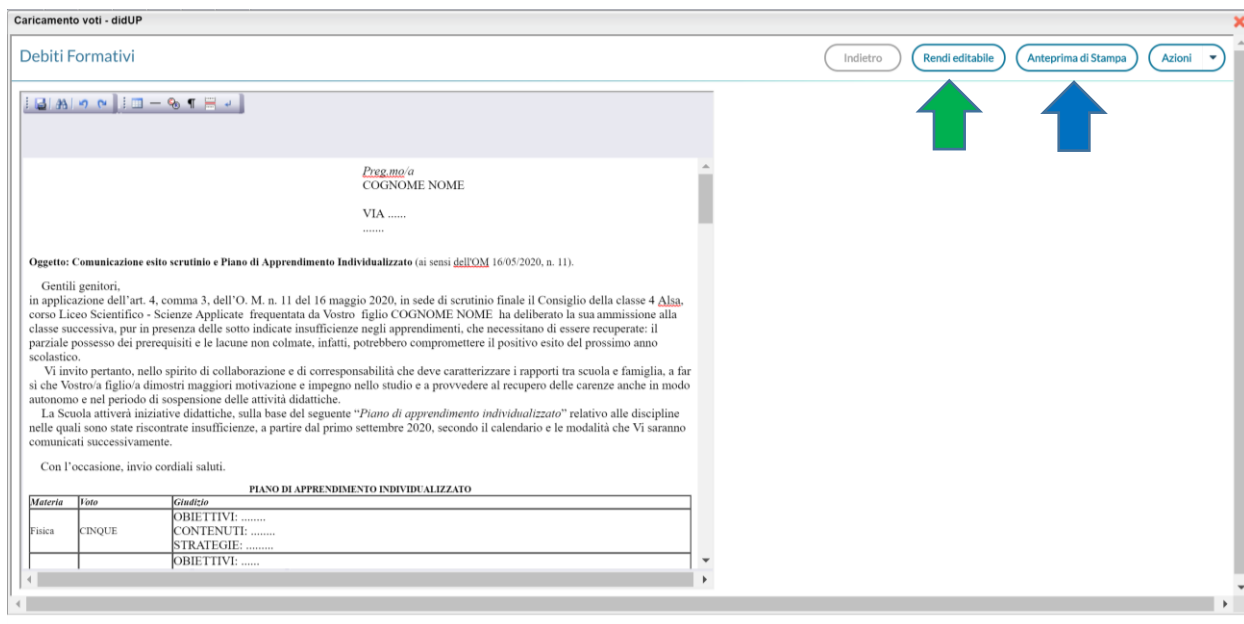 Caricamento voti - didUP
Debiti Formativi
Indietro
Rendi editabile
Anteprima di Stampa
Azioni
Preg.mo/a
COGNOME NOME
VIA ......
.......
Oggetto: Comunicazione esito scrutinio e Piano di Apprendimento Individualizzato (ai sensi dell'OM 16/05/2020, n. 11).
Gentili genitori,
in applicazione dell'art. 4, comma 3, dell'O. M. n. 11 del 16 maggio 2020, in sede di scrutinio finale il Consiglio della classe 4 Alsa,
corso Liceo Scientifico - Scienze Applicate frequentata da Vostro figlio COGNOME NOME ha deliberato la sua ammissione alla
classe successiva, pur in presenza delle sotto indicate insufficienze negli apprendimenti, che necessitano di essere recuperate: il
parziale possesso dei prerequisiti e le lacune non colmate, infatti, potrebbero compromettere il positivo esito del prossimo anno
scolastico.
Vi invito pertanto, nello spirito di collaborazione e di corresponsabilità che deve caratterizzare i rapporti tra scuola e famiglia, a far
sì che Vostro/a figlio/a dimostri maggiori motivazione e impegno nello studio e a provvedere al recupero delle carenze anche in modo
autonomo e nel periodo di sospensione delle attività didattiche.
La Scuola attiverà iniziative didattiche, sulla base del seguente "Piano di apprendimento individualizzato" relativo alle discipline
nelle quali sono state riscontrate insufficienze, a partire dal primo settembre 2020, secondo il calendario e le modalità che Vi saranno
comunicati successivamente.
Con l'occasione, invio cordiali saluti.
PIANO DI APPRENDIMENTO INDIVIDUALIZZATO
Materia Voto Giudizio
OBIETTIVI: ........
Fisica CINQUE CONTENUTI: ........
STRATEGIE: .........
OBIETTIVI: ......